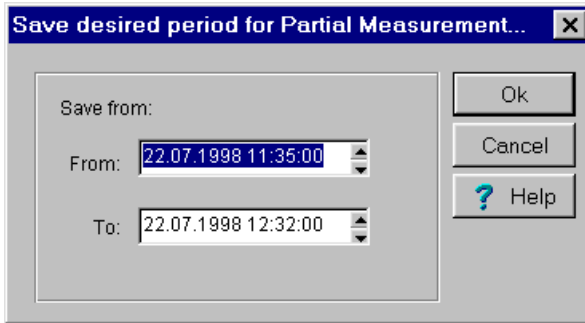 Save desired period for Partial Measurement...
Save from:
From: 22.07.1998 11:35:00
To: 22.07.1998 12:32:00
Ok
Cancel
? Help